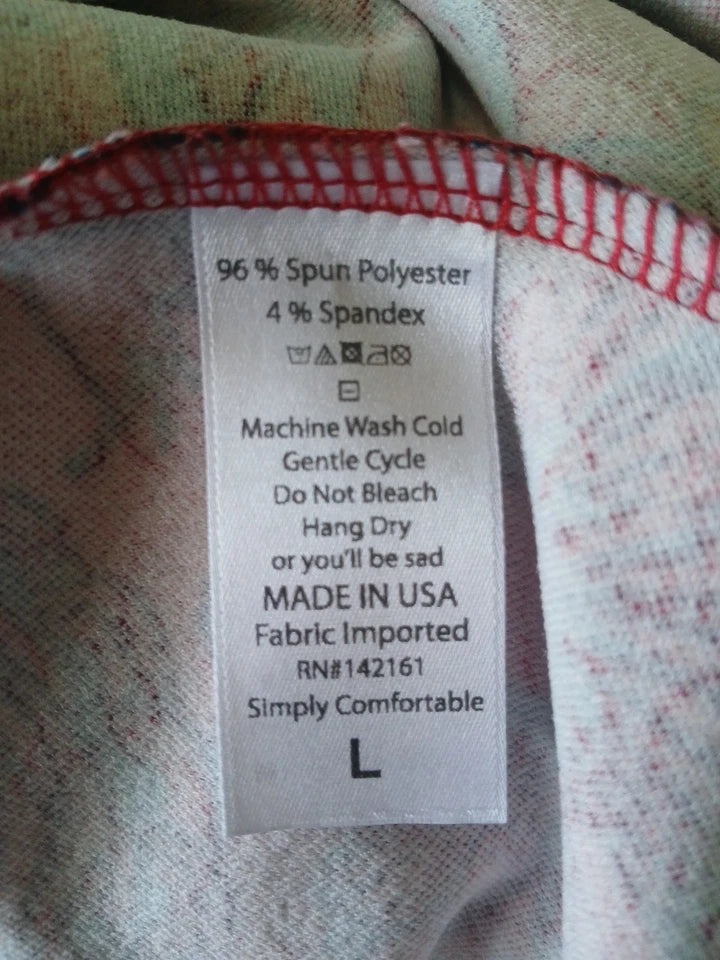 96 % Spun Polyester
4 % Spandex
Machine Wash Cold
Gentle Cycle
Do Not Bleach
Hang Dry
or you'll be sad
MADE IN USA
Fabric Imported
RN#142161
Simply Comfortable
L